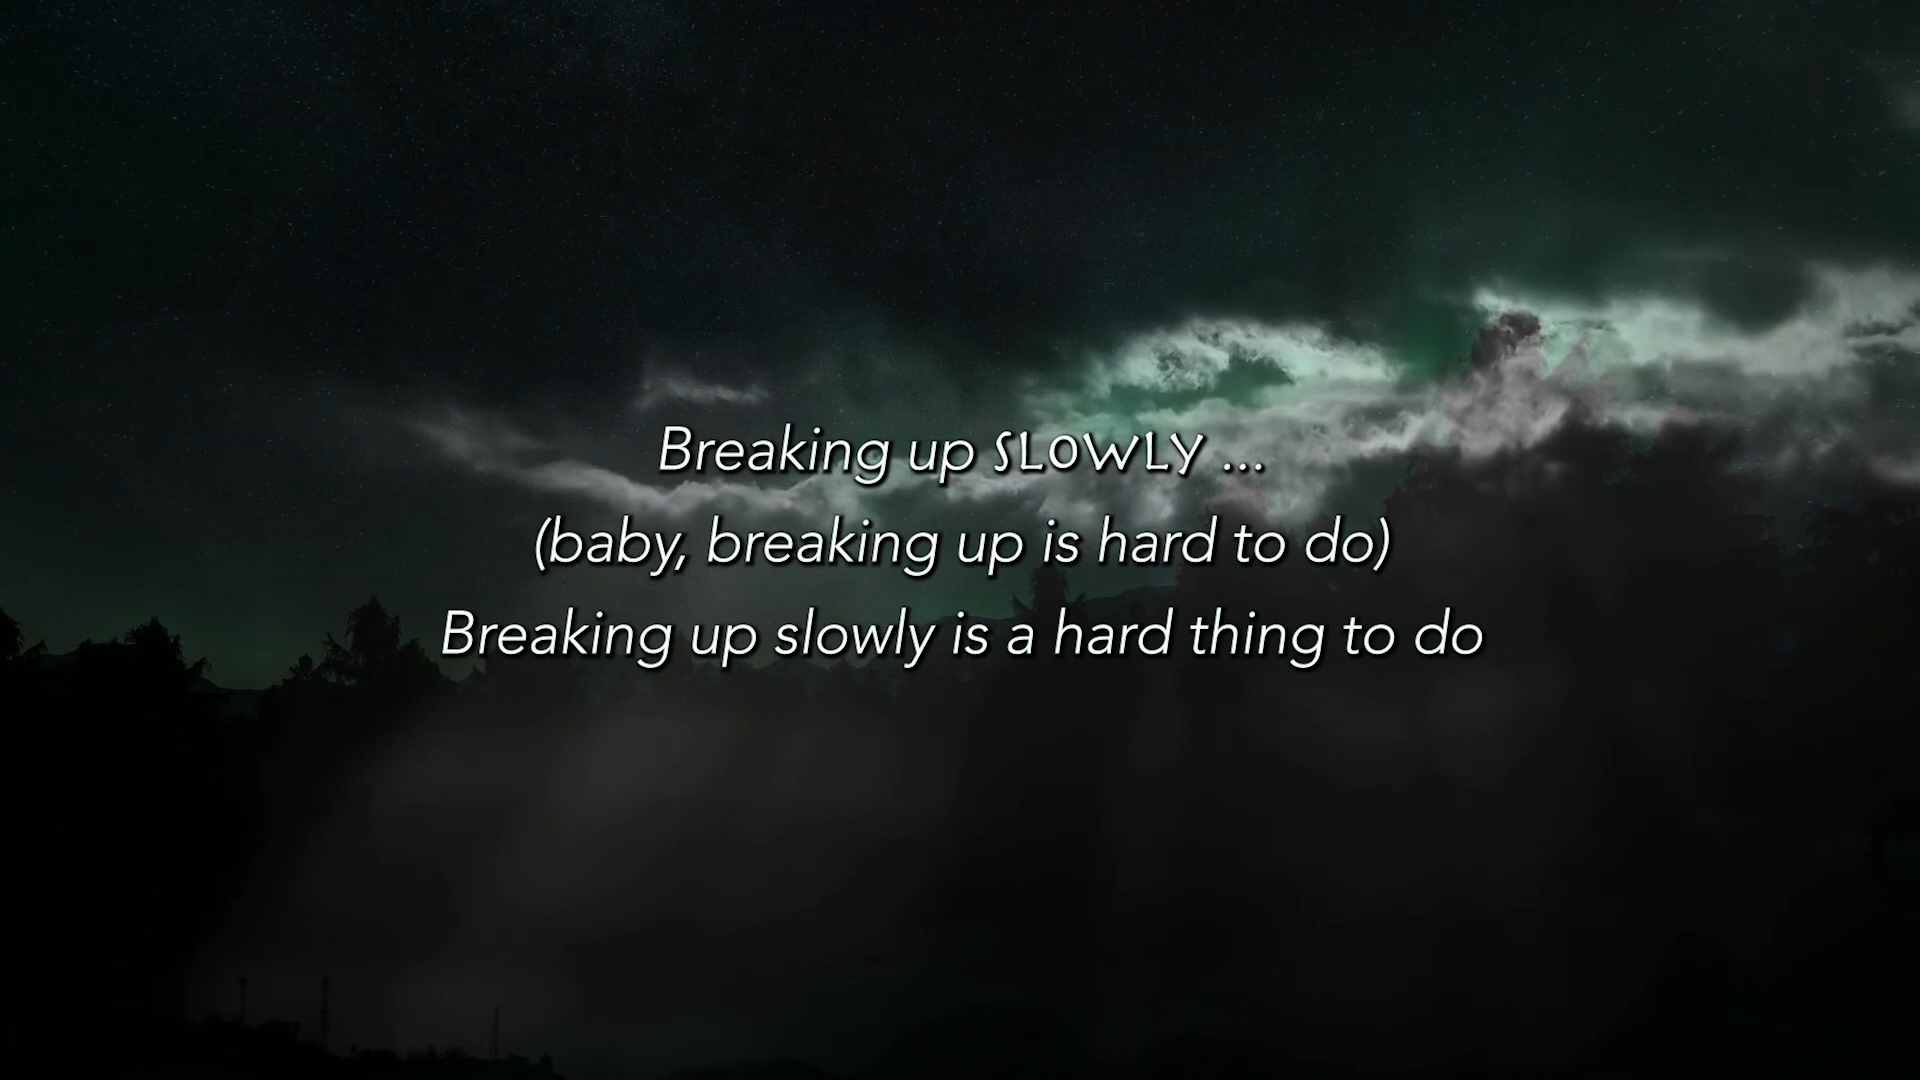 Breaking up SLOWLY ...
(baby, breaking up is hard to do)
Breaking up slowly is a hard thing to do